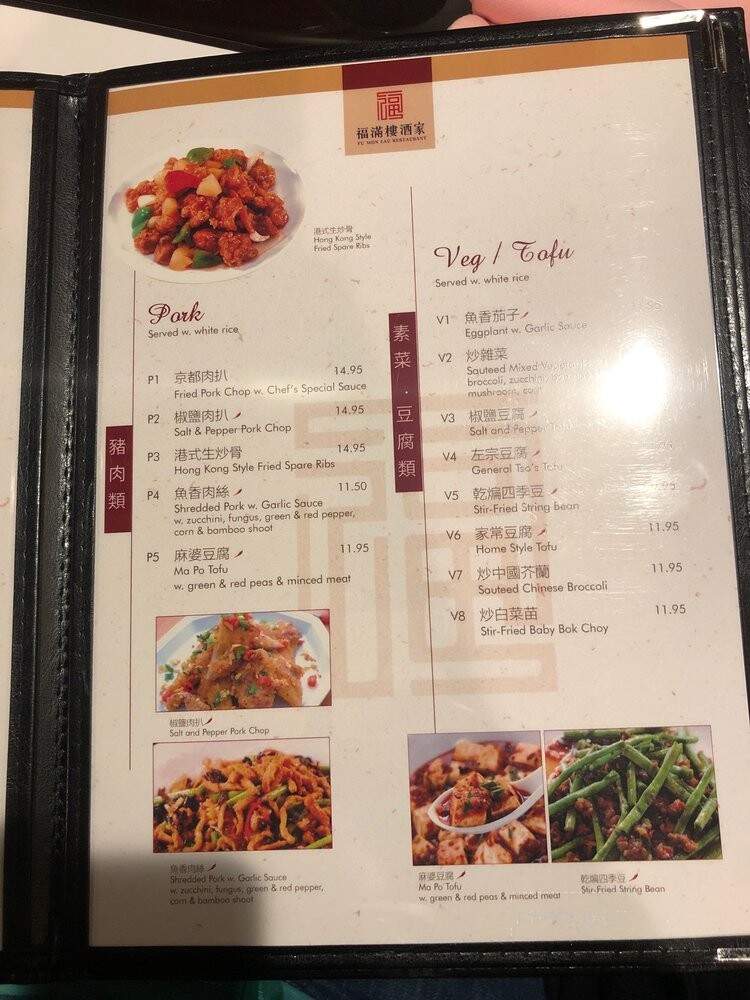 福
福滿樓酒家
FU MON LAU RESTAURANT
港式生炒骨
Hong Kong Style
Fried Spare Ribs
Pork
Served w. white rice
豬肉類
P1 京都肉扒 14.95
Fried Pork Chop w. Chef's Special Sauce
P2 椒鹽肉扒 14.95
Salt & Pepper Pork Chop
P3 港式生炒骨 14.95
Hong Kong Style Fried Spare Ribs
P4 魚香肉絲 11.50
Shredded Pork w. Garlic Sauce
w. zucchini, fungus, green & red pepper,
corn & bamboo shoot
P5 麻婆豆腐 11.95
Ma Po Tofu
w. green & red peas & minced meat
椒鹽肉扒
Salt and Pepper Pork Chop
魚香肉絲
Shredded Pork w. Garlic Sauce
w. zucchini, fungus, green & red pepper,
corn & bamboo shoot
Veg / Tofu
Served w. white rice
素菜．豆腐類
V1 魚香茄子
Eggplant w. Garlic Sauce
V2 炒雜菜
Sauteed Mixed
broccoli, zucchini
mushroom,
V3 椒鹽豆腐
Salt and Pepper Tofu
V4 左宗豆腐
General Tso's Tofu
V5 乾煸四季豆
Stir-Fried String Bean
V6 家常豆腐 11.95
Home Style Tofu
V7 炒中國芥蘭 11.95
Sauteed Chinese Broccoli
V8 炒白菜苗 11.95
Stir-Fried Baby Bok Choy
麻婆豆腐
Ma Po Tofu
w. green & red peas & minced meat
乾煸四季豆
Stir-Fried String Bean